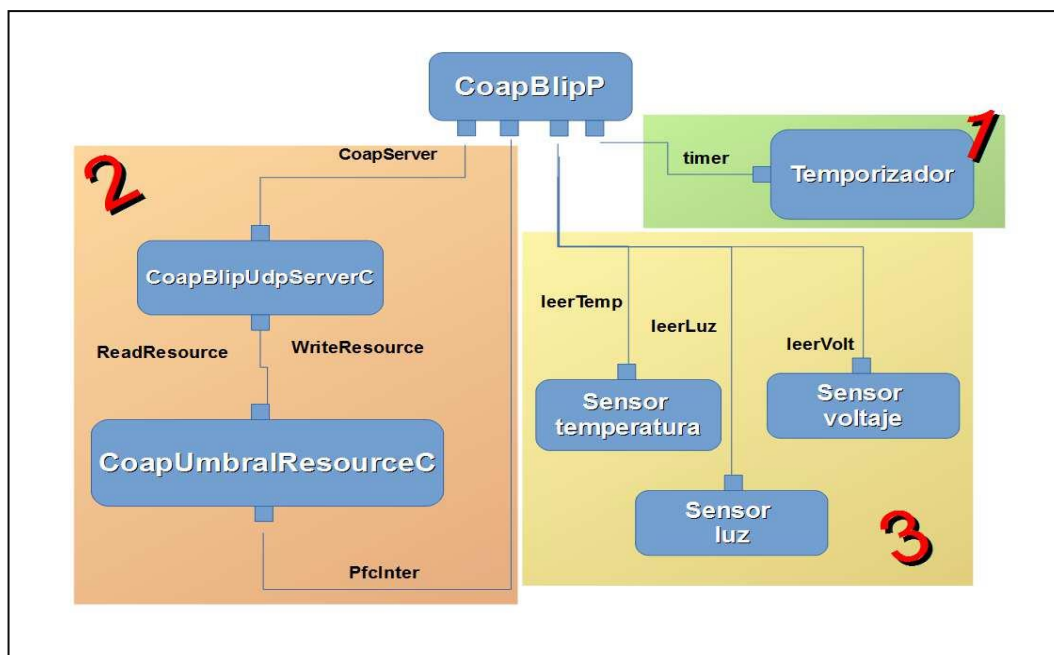 CoapBlipP
1
CoapServer
timer
Temporizador
2
CoapBlipUdpServerC
leerTemp
leerLuz
ReadResource
WriteResource
leerVolt
Sensor
temperatura
Sensor
voltaje
CoapUmbralResourceC
Sensor
luz
3
PfcInter